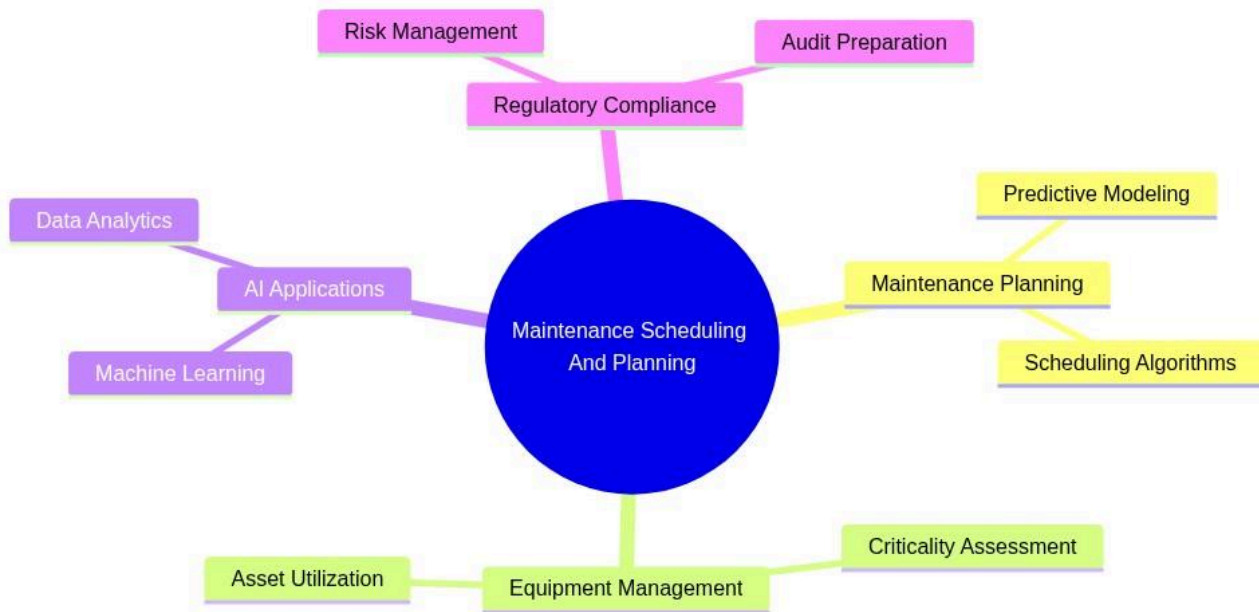 Risk Management
Audit Preparation
Regulatory Compliance
Predictive Modeling
Data Analytics
Maintenance Planning
AI Applications
Maintenance Scheduling
And Planning
Scheduling Algorithms
Machine Learning
Criticality Assessment
Asset Utilization
Equipment Management